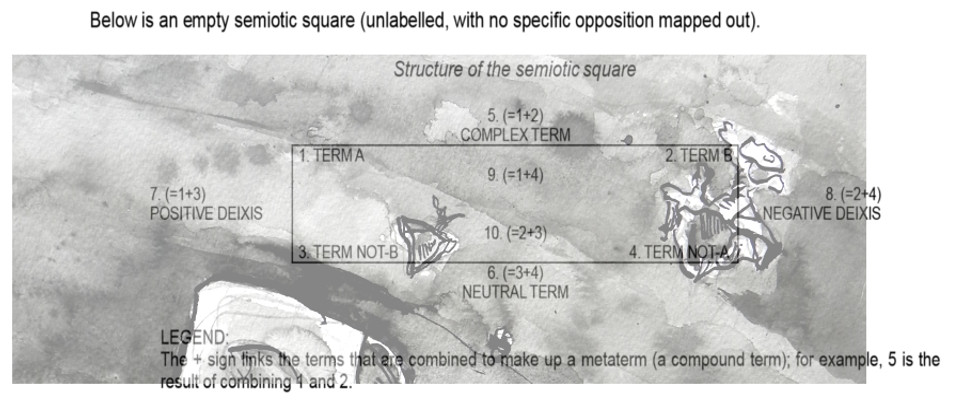 Below is an empty semiotic square (unlabelled, with no specific opposition mapped out).
Structure of the semiotic square
5. (=1+2)
COMPLEX TERM
1. TERM A
2. TERM B
9. (=1+4)
7. (=1+3)
POSITIVE DEIXIS
8. (=2+4)
NEGATIVE DEIXIS
10. (=2+3)
3. TERM NOT-B
4. TERM NOT-A
6. (=3+4)
NEUTRAL TERM
LEGEND:
The + sign links the terms that are combined to make up a metaterm (a compound term); for example, 5 is the
result of combining 1 and 2.